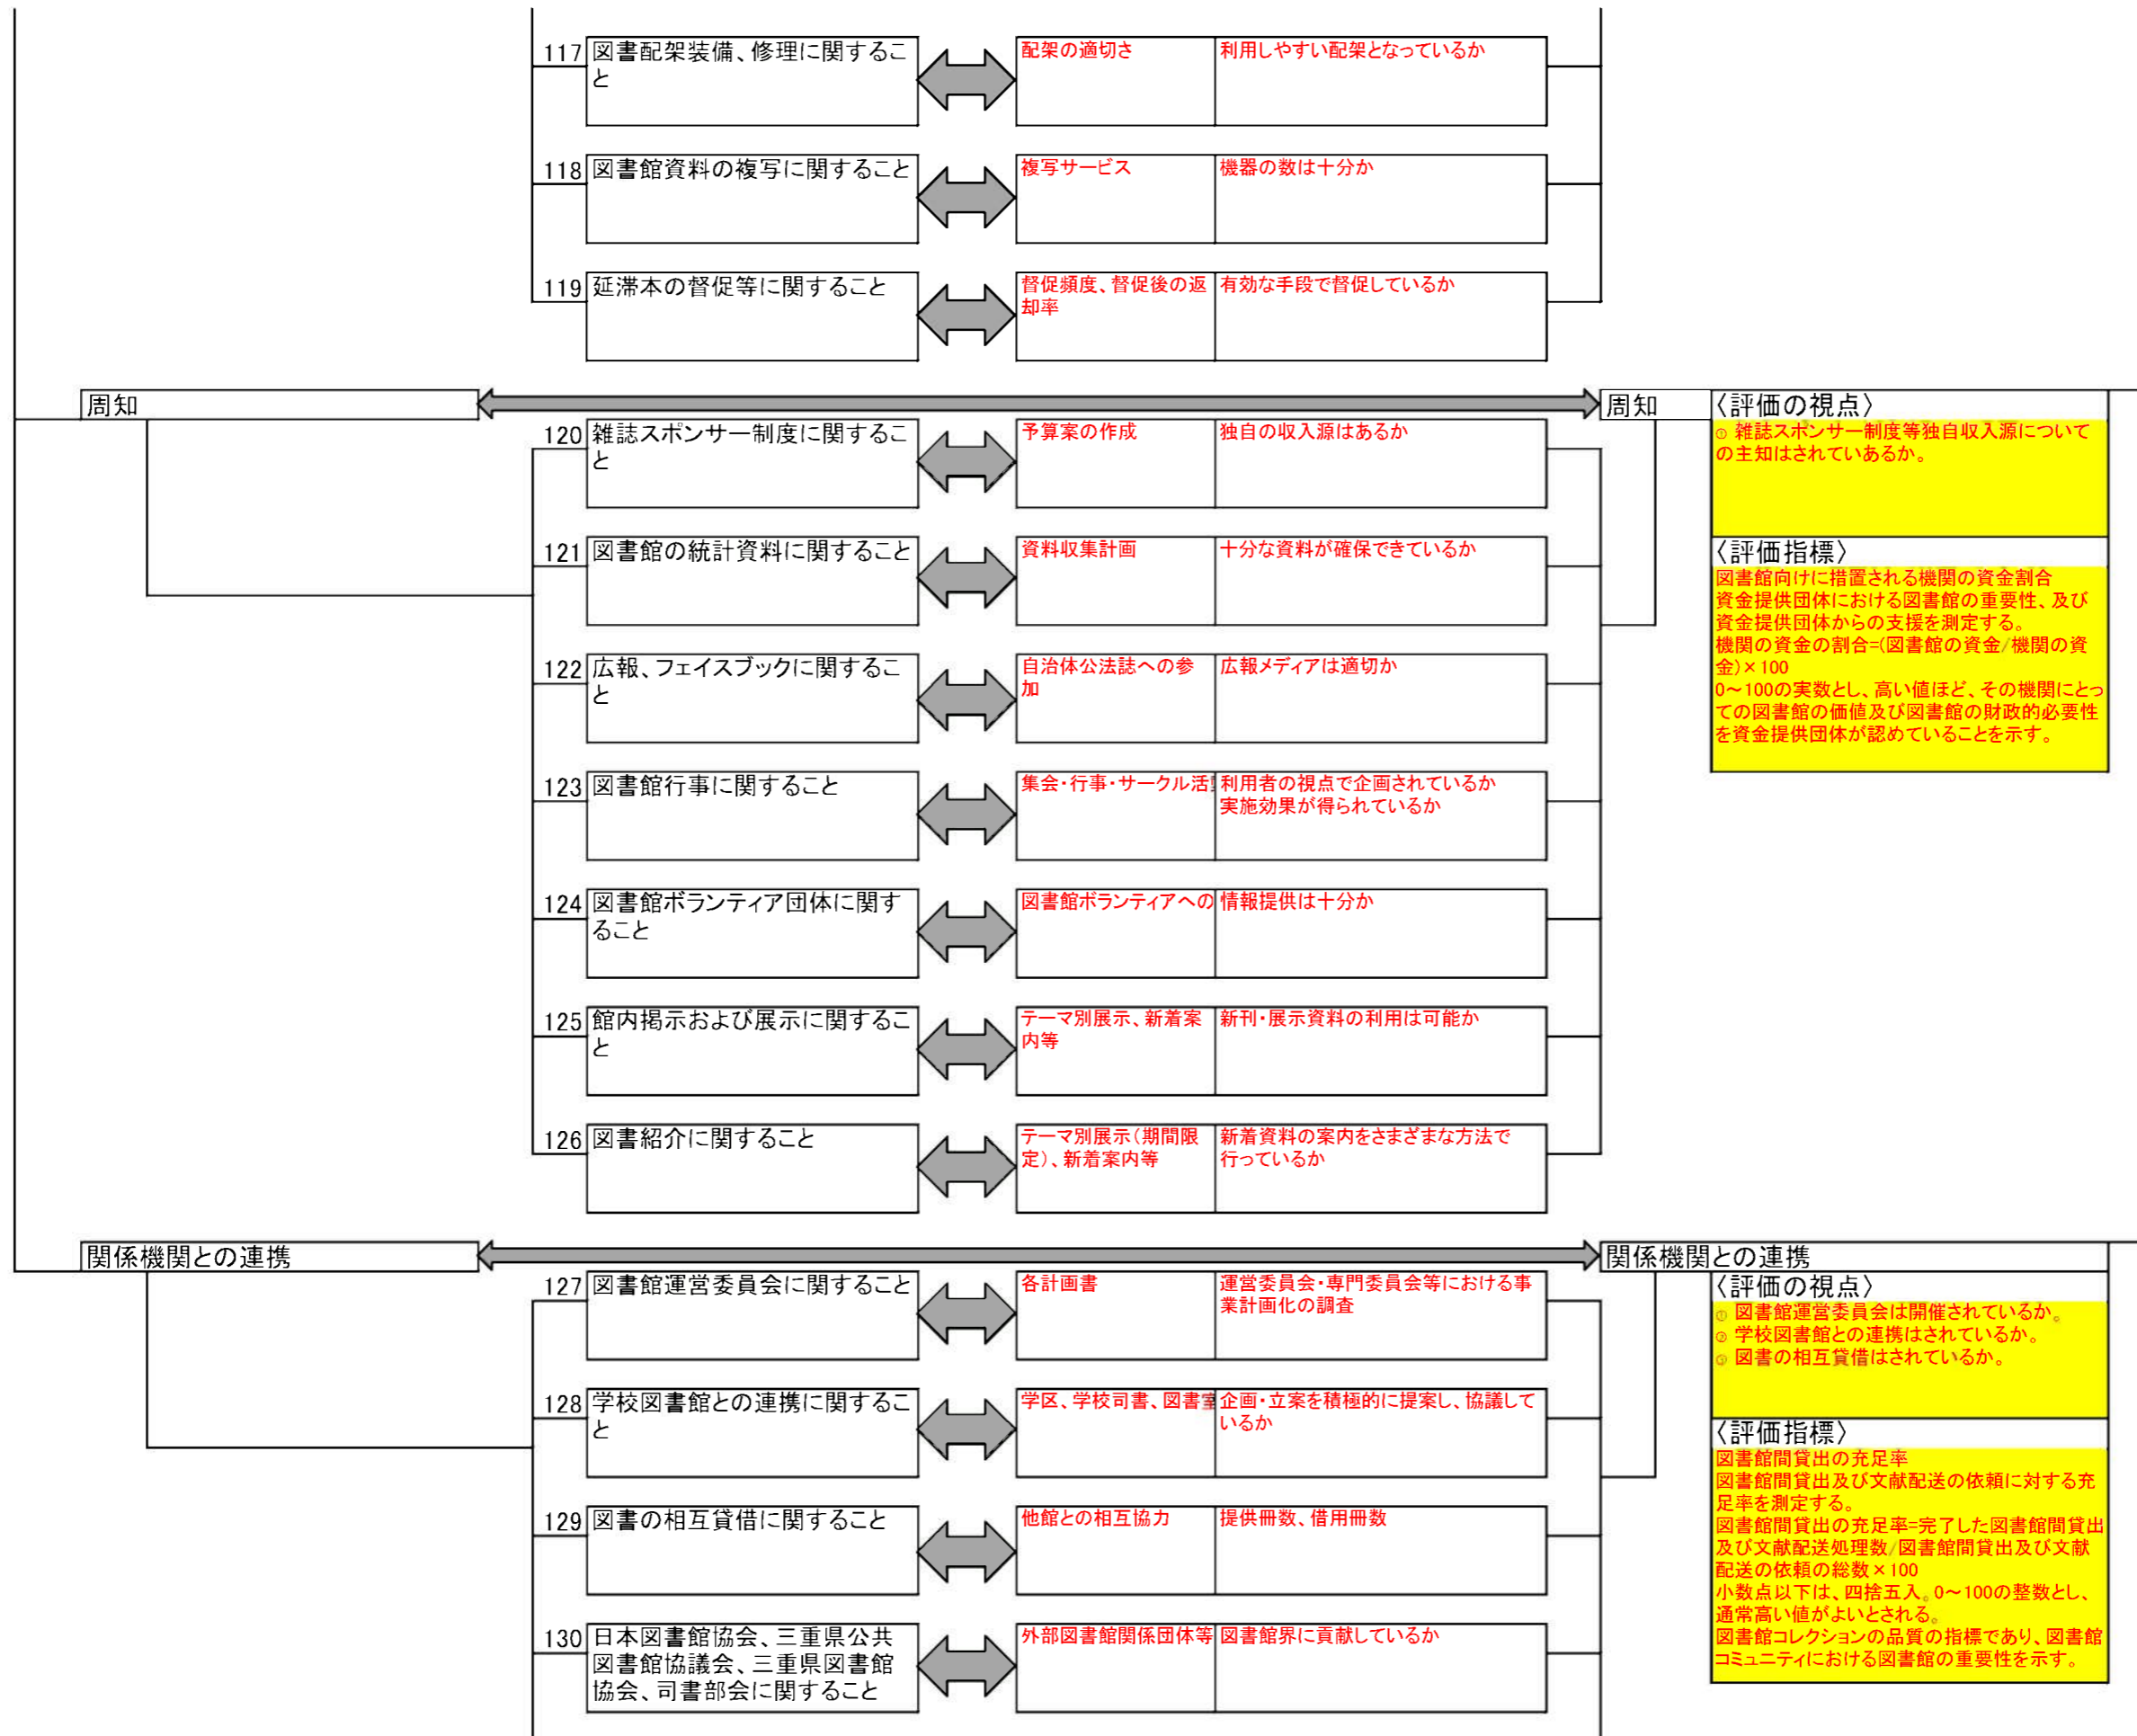 117 図書配架装備、修理に関するこ
と
配架の適切さ
利用しやすい配架となっているか
118 図書館資料の複写に関すること
複写サービス
機器の数は十分か
119 延滞本の督促等に関すること
督促頻度、督促後の返
却率
有効な手段で督促しているか
周知
120 雑誌スポンサー制度に関するこ
と
予算案の作成
独自の収入源はあるか
121 図書館の統計資料に関すること
資料収集計画
十分な資料が確保できているか
122 広報、フェイスブックに関するこ
と
自治体公法誌への参
加
広報メディアは適切か
123 図書館行事に関すること
集会・行事・サークル活
利用者の視点で企画されているか
実施効果が得られているか
124 図書館ボランティア団体に関す
ること
図書館ボランティアへの
情報提供は十分か
125 館内掲示および展示に関するこ
と
テーマ別展示、新着案
内等
新刊・展示資料の利用は可能か
126 図書紹介に関すること
テーマ別展示(期間限
定)、新着案内等
新着資料の案内をさまざまな方法で
行っているか
周知
〈評価の視点〉
① 雑誌スポンサー制度等独自収入源について
の主知はされていあるか。
〈評価指標〉
図書館向けに措置される機関の資金割合
資金提供団体における図書館の重要性、及び
資金提供団体からの支援を測定する。
機関の資金の割合=(図書館の資金/機関の資
金)×100
0～100の実数とし、高い値ほど、その機関にとっ
ての図書館の価値及び図書館の財政的必要性
を資金提供団体が認めていることを示す。
関係機関との連携
127 図書館運営委員会に関すること
各計画書
運営委員会・専門委員会等における事
業計画化の調査
128 学校図書館との連携に関するこ
と
学区、学校司書、図書室
企画・立案を積極的に提案し、協議して
いるか
129 図書の相互貸借に関すること
他館との相互協力
提供冊数、借用冊数
130 日本図書館協会、三重県公共
図書館協議会、三重県図書館
協会、司書部会に関すること
外部図書館関係団体等
図書館界に貢献しているか
関係機関との連携
〈評価の視点〉
① 図書館運営委員会は開催されているか。
② 学校図書館との連携はされているか。
③ 図書の相互貸借はされているか。
〈評価指標〉
図書館間貸出の充足率
図書館間貸出及び文献配送の依頼に対する充
足率を測定する。
図書館間貸出の充足率=完了した図書館間貸出
及び文献配送処理数/図書館間貸出及び文献
配送の依頼の総数×100
小数点以下は、四捨五入。0～100の整数とし、
通常高い値がよいとされる。
図書館コレクションの品質の指標であり、図書館
コミュニティにおける図書館の重要性を示す。